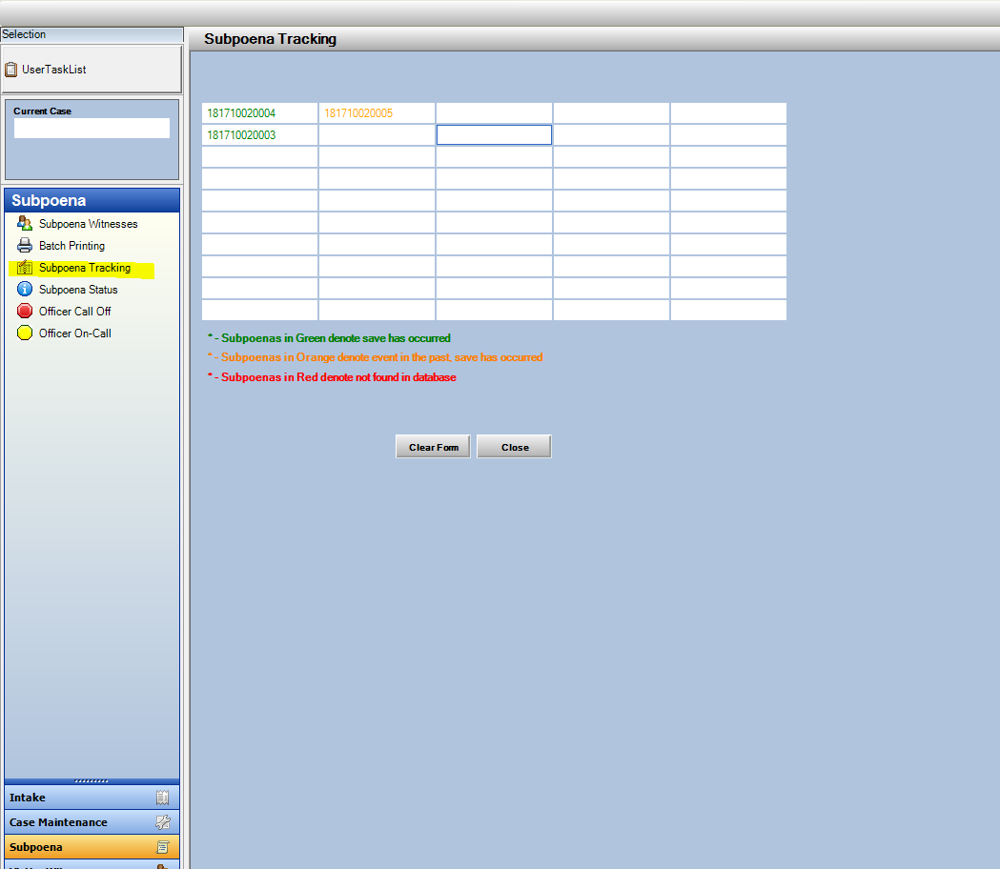 Selection
UserTaskList
Current Case
Subpoena
Subpoena Witnesses
Batch Printing
Subpoena Tracking
Subpoena Status
Officer Call Off
Officer On-Call
Intake
Case Maintenance
Subpoena
Subpoena Tracking
181710020004 181710020005
181710020003
* - Subpoenas in Green denote save has occurred
* - Subpoenas in Orange denote event in the past, save has occurred
* - Subpoenas in Red denote not found in database
Clear Form Close